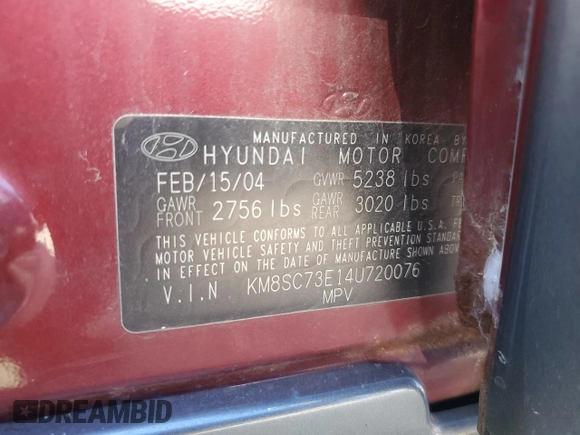 MANUFACTURED IN KOREA BY
HYUNDAI MOTOR
FEB/15/04 GVWR 5238 lbs
GAWR FRONT 2756 lbs GAWR REAR 3020 lbs
THIS VEHICLE CONFORMS TO ALL APPLICABLE U.S.A.
MOTOR VEHICLE SAFETY AND THEFT PREVENTION
IN EFFECT ON THE DATE OF MANUFACTURE SHOWN
V.I.N KM8SC73E14U720076
MPV
DREAMBID